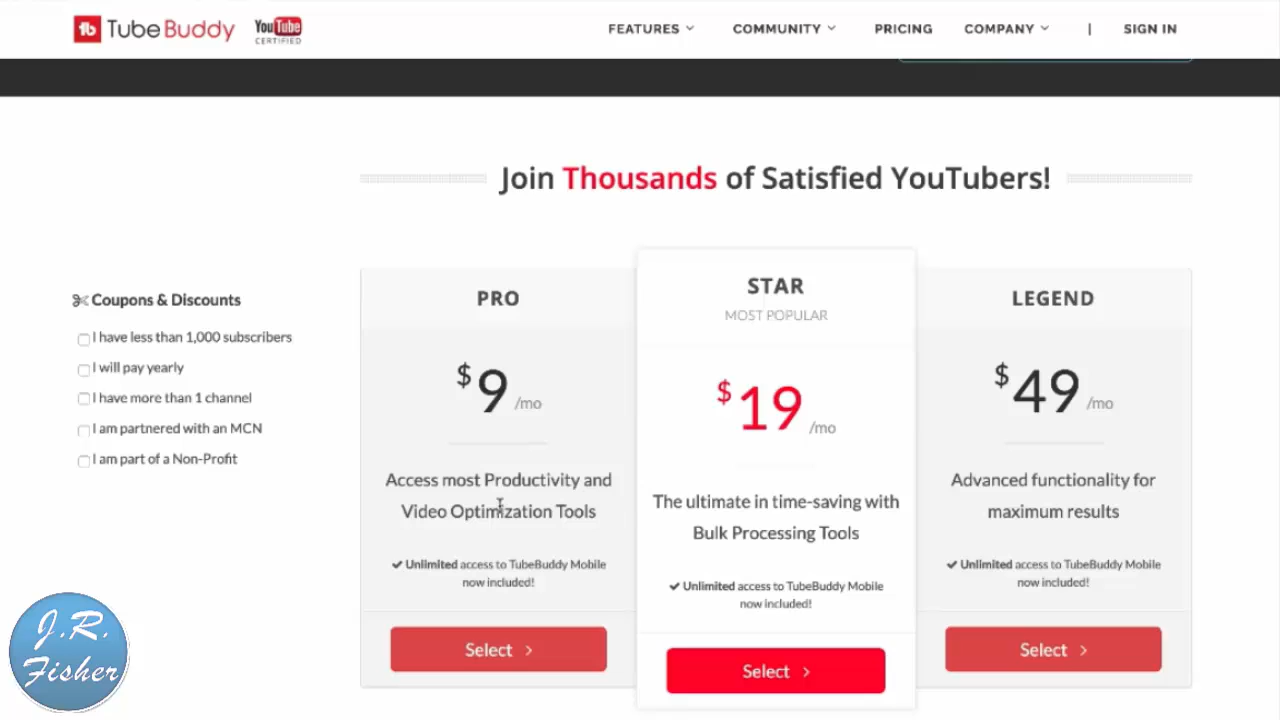 TubeBuddy
YouTube
CERTIFIED
FEATURES
COMMUNITY
PRICING
COMPANY
|
SIGN IN
Join Thousands of Satisfied YouTubers!
Coupons & Discounts
I have less than 1,000 subscribers
I will pay yearly
I have more than 1 channel
I am partnered with an MCN
I am part of a Non-Profit
PRO
$9 /mo
Access most Productivity and
Video Optimization Tools
Unlimited access to TubeBuddy Mobile
now included!
Select >
STAR
MOST POPULAR
$19 /mo
The ultimate in time-saving with
Bulk Processing Tools
Unlimited access to TubeBuddy Mobile
now included!
Select >
LEGEND
$49 /mo
Advanced functionality for
maximum results
Unlimited access to TubeBuddy Mobile
now included!
Select >
J.R.
Fisher